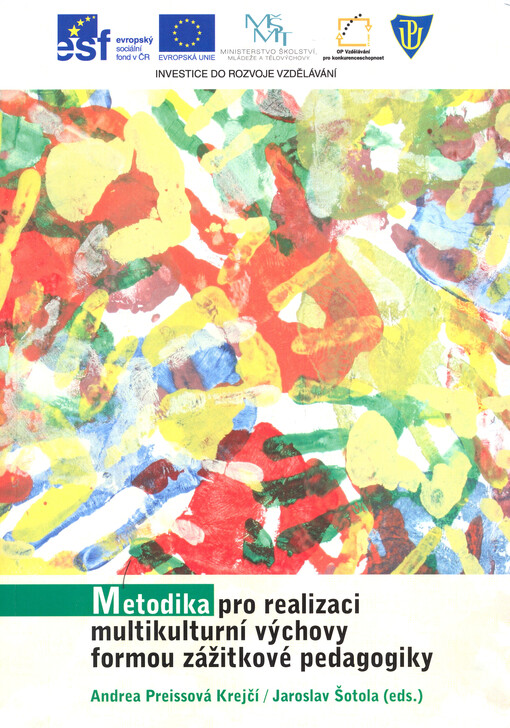 esf
evropský
sociální
fond v ČR
EVROPSKÁ UNIE
MŠMT
MINISTERSTVO ŠKOLSTVÍ,
MLÁDEŽE A TĚLOVÝCHOVY
OP Vzdělávání
pro konkurenceschopnost
INVESTICE DO ROZVOJE VZDĚLÁVÁNÍ
Metodika pro realizaci
multikulturní výchovy
formou zážitkové pedagogiky
Andrea Preissová Krejčí / Jaroslav Šotola (eds.)